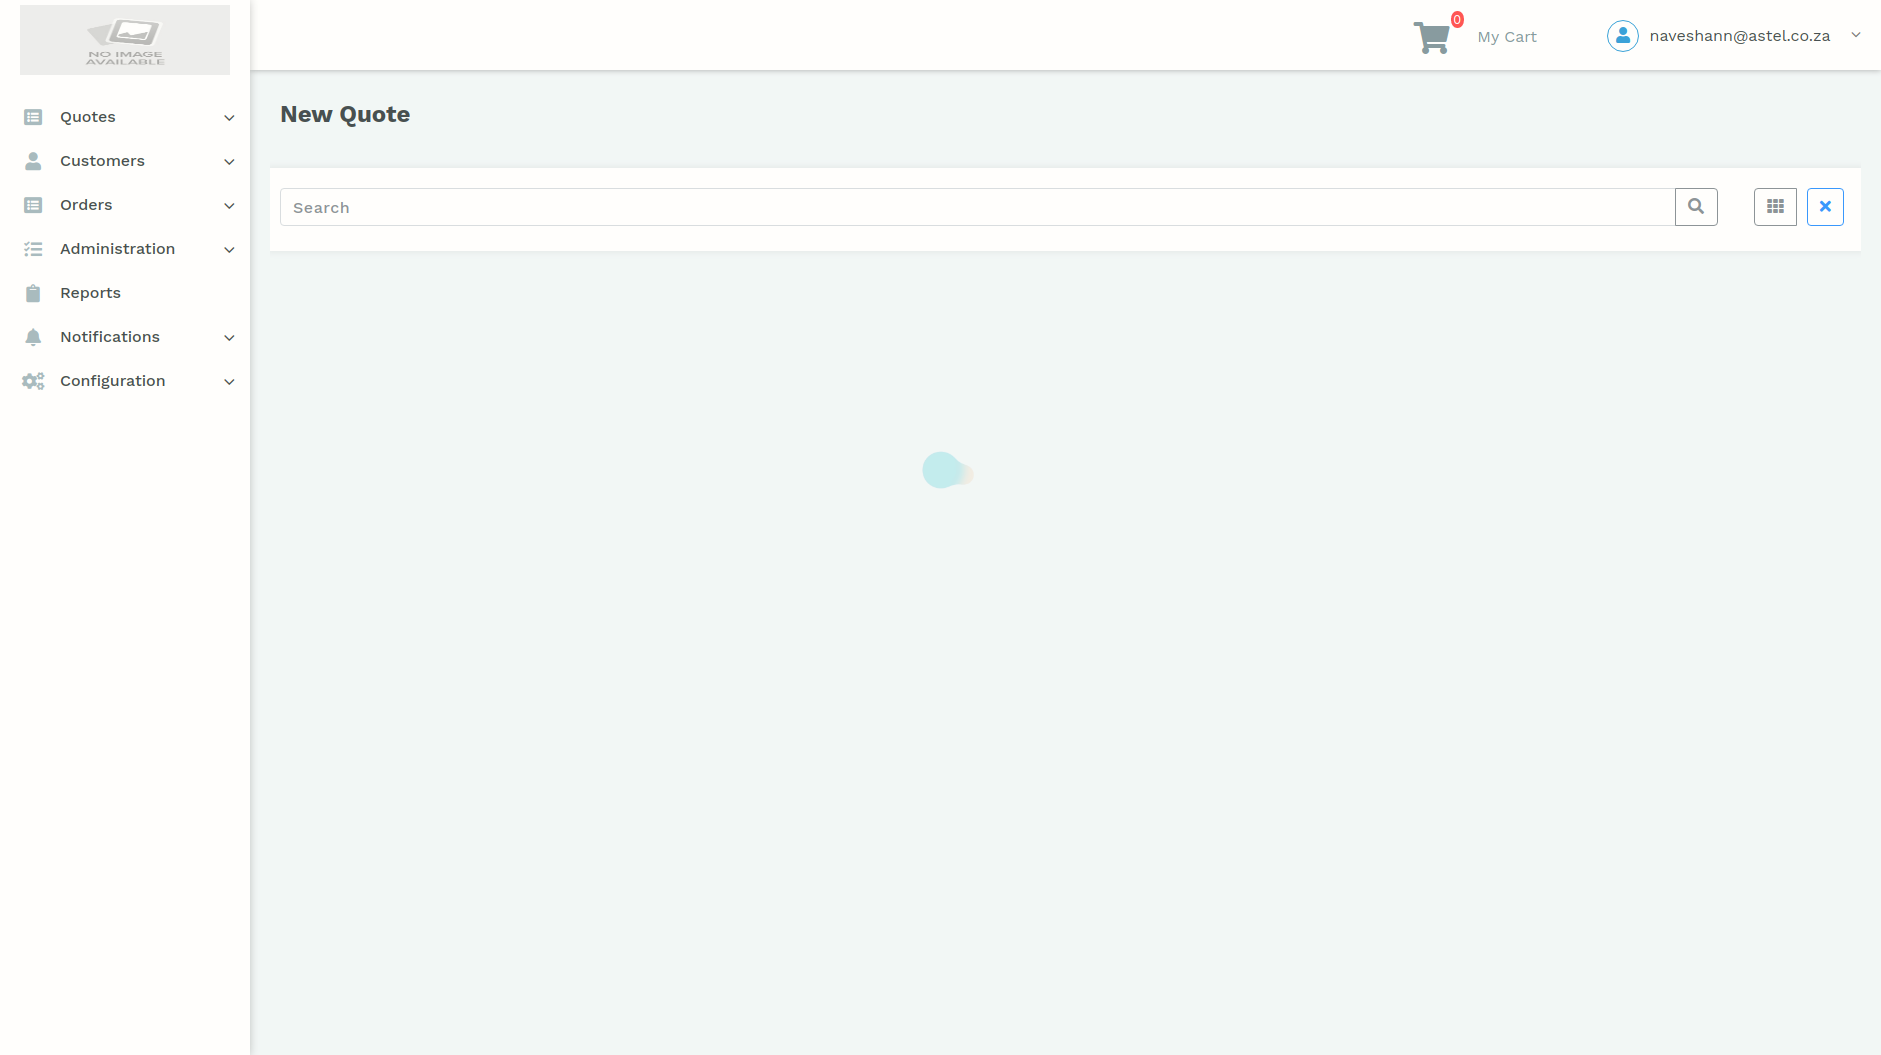 NO IMAGE
AVAILABLE
0
My Cart
naveshann@astel.co.za
Quotes
Customers
Orders
Administration
Reports
Notifications
Configuration
New Quote
Search